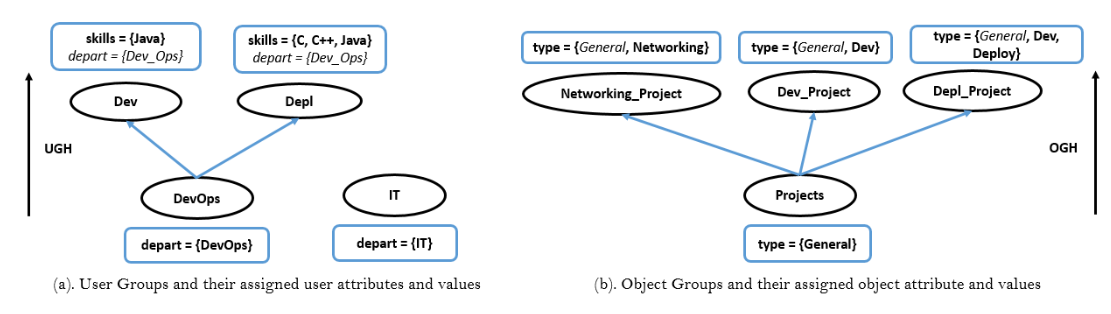 skills = {Java}
depart = {Dev_Ops}
skills = {C, C++, Java}
depart = {Dev_Ops}
Dev
Depl
UGH
DevOps
IT
depart = {DevOps}
depart = {IT}
(a). User Groups and their assigned user attributes and values
type = {General, Networking}
type = {General, Dev}
type = {General, Dev,
Deploy}
Networking_Project
Dev_Project
Depl_Project
OGH
Projects
type = {General}
(b). Object Groups and their assigned object attribute and values